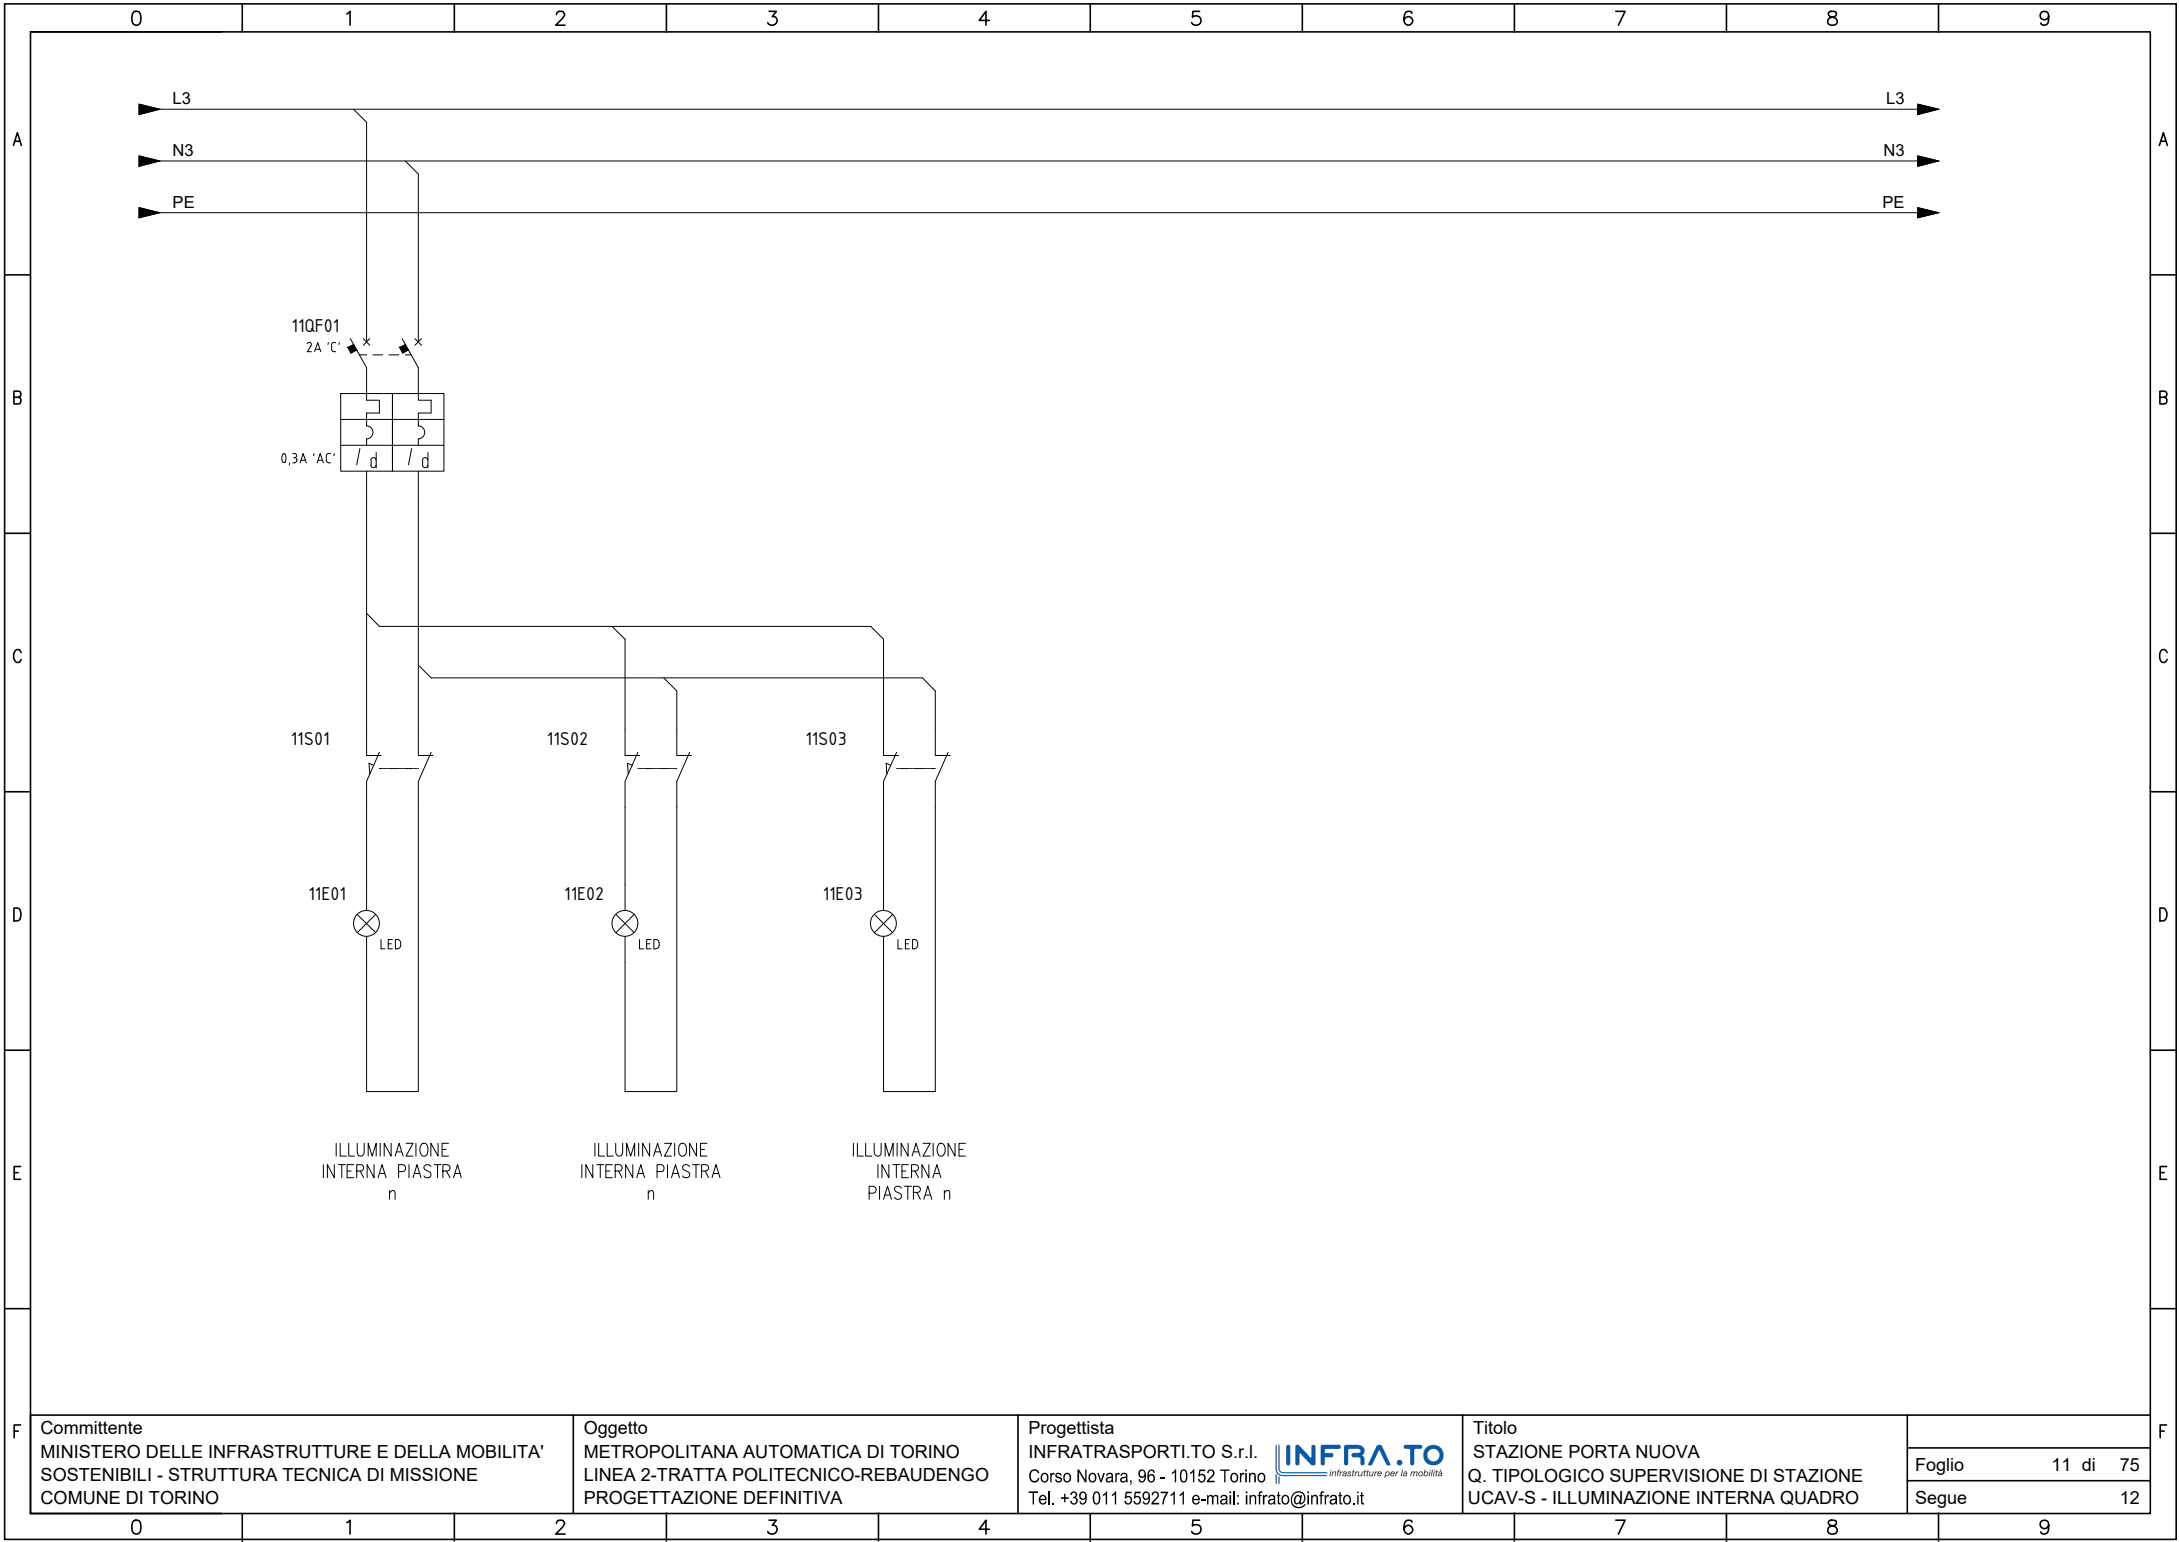 0 1 2 3 4 5 6 7 8 9
L3 L3
A A
N3 N3
PE PE
11QF01
2A 'C'
B B
0,3A 'AC'
I d I d
C C
11S01 11S02 11S03
11E01 11E02 11E03
D D
LED LED LED
ILLUMINAZIONE
INTERNA PIASTRA
n
ILLUMINAZIONE
INTERNA PIASTRA
n
ILLUMINAZIONE
INTERNA
PIASTRA n
E E
F F
Committente
MINISTERO DELLE INFRASTRUTTURE E DELLA MOBILITA'
SOSTENIBILI - STRUTTURA TECNICA DI MISSIONE
COMUNE DI TORINO
Oggetto
METROPOLITANA AUTOMATICA DI TORINO
LINEA 2-TRATTA POLITECNICO-REBAUDENGO
PROGETTAZIONE DEFINITIVA
Progettista
INFRATRASPORTI.TO S.r.l.
Corso Novara, 96 - 10152 Torino
Tel. +39 011 5592711 e-mail: infrato@infrato.it
INFRA.TO
infrastrutture per la mobilità
Titolo
STAZIONE PORTA NUOVA
Q. TIPOLOGICO SUPERVISIONE DI STAZIONE
UCAV-S - ILLUMINAZIONE INTERNA QUADRO
Foglio 11 di 75
Segue 12
0 1 2 3 4 5 6 7 8 9